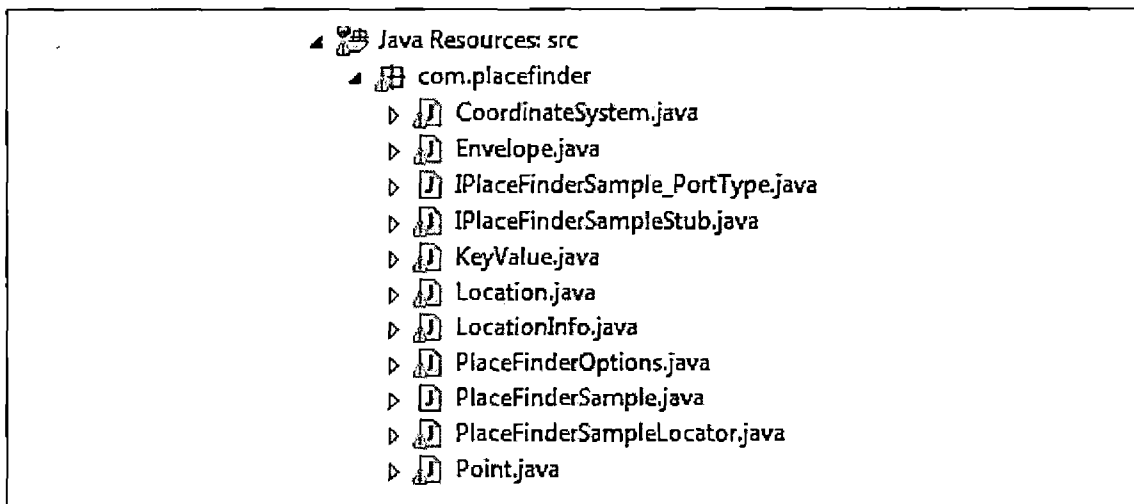 Java Resources: src
com.placefinder
CoordinateSystem.java
Envelope.java
IPlaceFinderSample_PortType.java
IPlaceFinderSampleStub.java
KeyValue.java
Location.java
LocationInfo.java
PlaceFinderOptions.java
PlaceFinderSample.java
PlaceFinderSampleLocator.java
Point.java